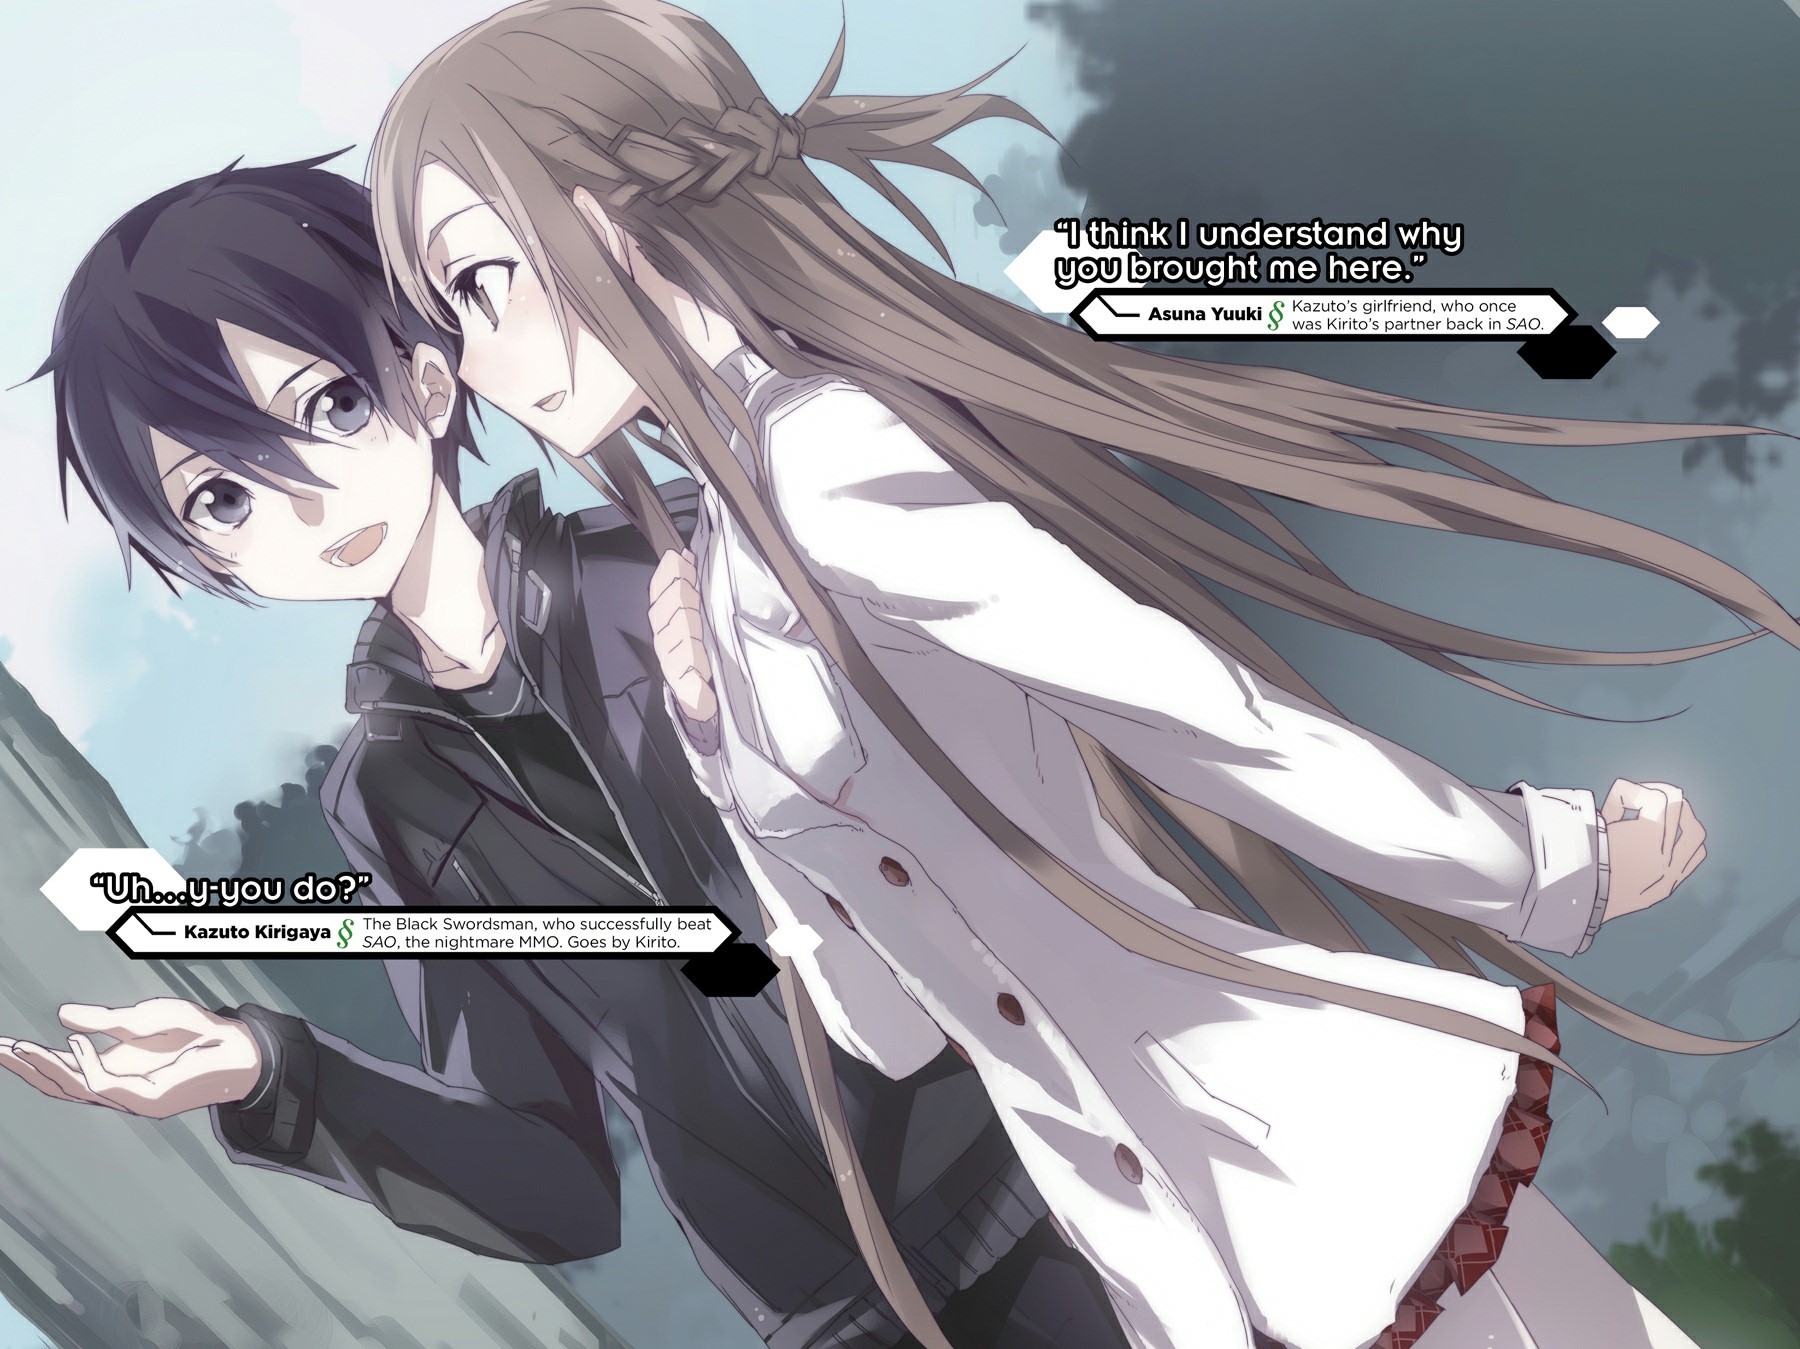 “I think I understand why
you brought me here.”
Asuna Yuuki § Kazuto’s girlfriend, who once
was Kirito’s partner back in SAO.
“Uh...y-you do?”
Kazuto Kirigaya § The Black Swordsman, who successfully beat
SAO, the nightmare MMO. Goes by Kirito.